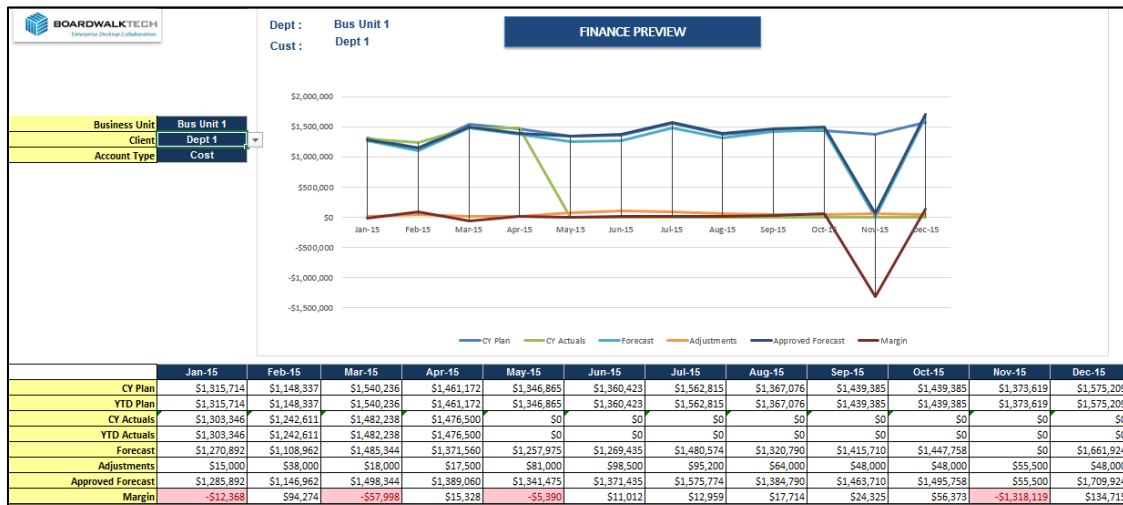 BOARDWALKTECH
Enterprise Desktop Collaboration
Dept : Bus Unit 1
Cust : Dept 1
FINANCE PREVIEW
Business Unit Bus Unit 1
Client Dept 1
Account Type Cost
$2,000,000
$1,500,000
$1,000,000
$500,000
$0
-$500,000
-$1,000,000
-$1,500,000
Jan-15 Feb-15 Mar-15 Apr-15 May-15 Jun-15 Jul-15 Aug-15 Sep-15 Oct-15 Nov-15 Dec-15
CY Plan CY Actuals Forecast Adjustments Approved Forecast Margin
Jan-15 Feb-15 Mar-15 Apr-15 May-15 Jun-15 Jul-15 Aug-15 Sep-15 Oct-15 Nov-15 Dec-15
CY Plan $1,315,714 $1,148,337 $1,540,236 $1,461,172 $1,346,865 $1,360,423 $1,562,815 $1,367,076 $1,439,385 $1,439,385 $1,373,619 $1,575,209
YTD Plan $1,315,714 $1,148,337 $1,540,236 $1,461,172 $1,346,865 $1,360,423 $1,562,815 $1,367,076 $1,439,385 $1,439,385 $1,373,619 $1,575,209
CY Actuals $1,303,346 $1,242,611 $1,482,238 $1,476,500 $0 $0 $0 $0 $0 $0 $0 $0
YTD Actuals $1,303,346 $1,242,611 $1,482,238 $1,476,500 $0 $0 $0 $0 $0 $0 $0 $0
Forecast $1,270,892 $1,108,962 $1,485,344 $1,371,560 $1,257,975 $1,269,435 $1,480,574 $1,320,790 $1,415,710 $1,447,758 $0 $1,661,924
Adjustments $15,000 $38,000 $18,000 $17,500 $81,000 $98,500 $95,200 $64,000 $48,000 $48,000 $55,500 $48,000
Approved Forecast $1,285,892 $1,146,962 $1,498,344 $1,389,060 $1,341,475 $1,371,435 $1,575,774 $1,384,790 $1,463,710 $1,495,758 $55,500 $1,709,924
Margin -$12,368 $94,274 -$57,998 $15,328 -$5,390 $11,012 $12,959 $17,714 $24,325 $56,373 -$1,318,119 $134,715